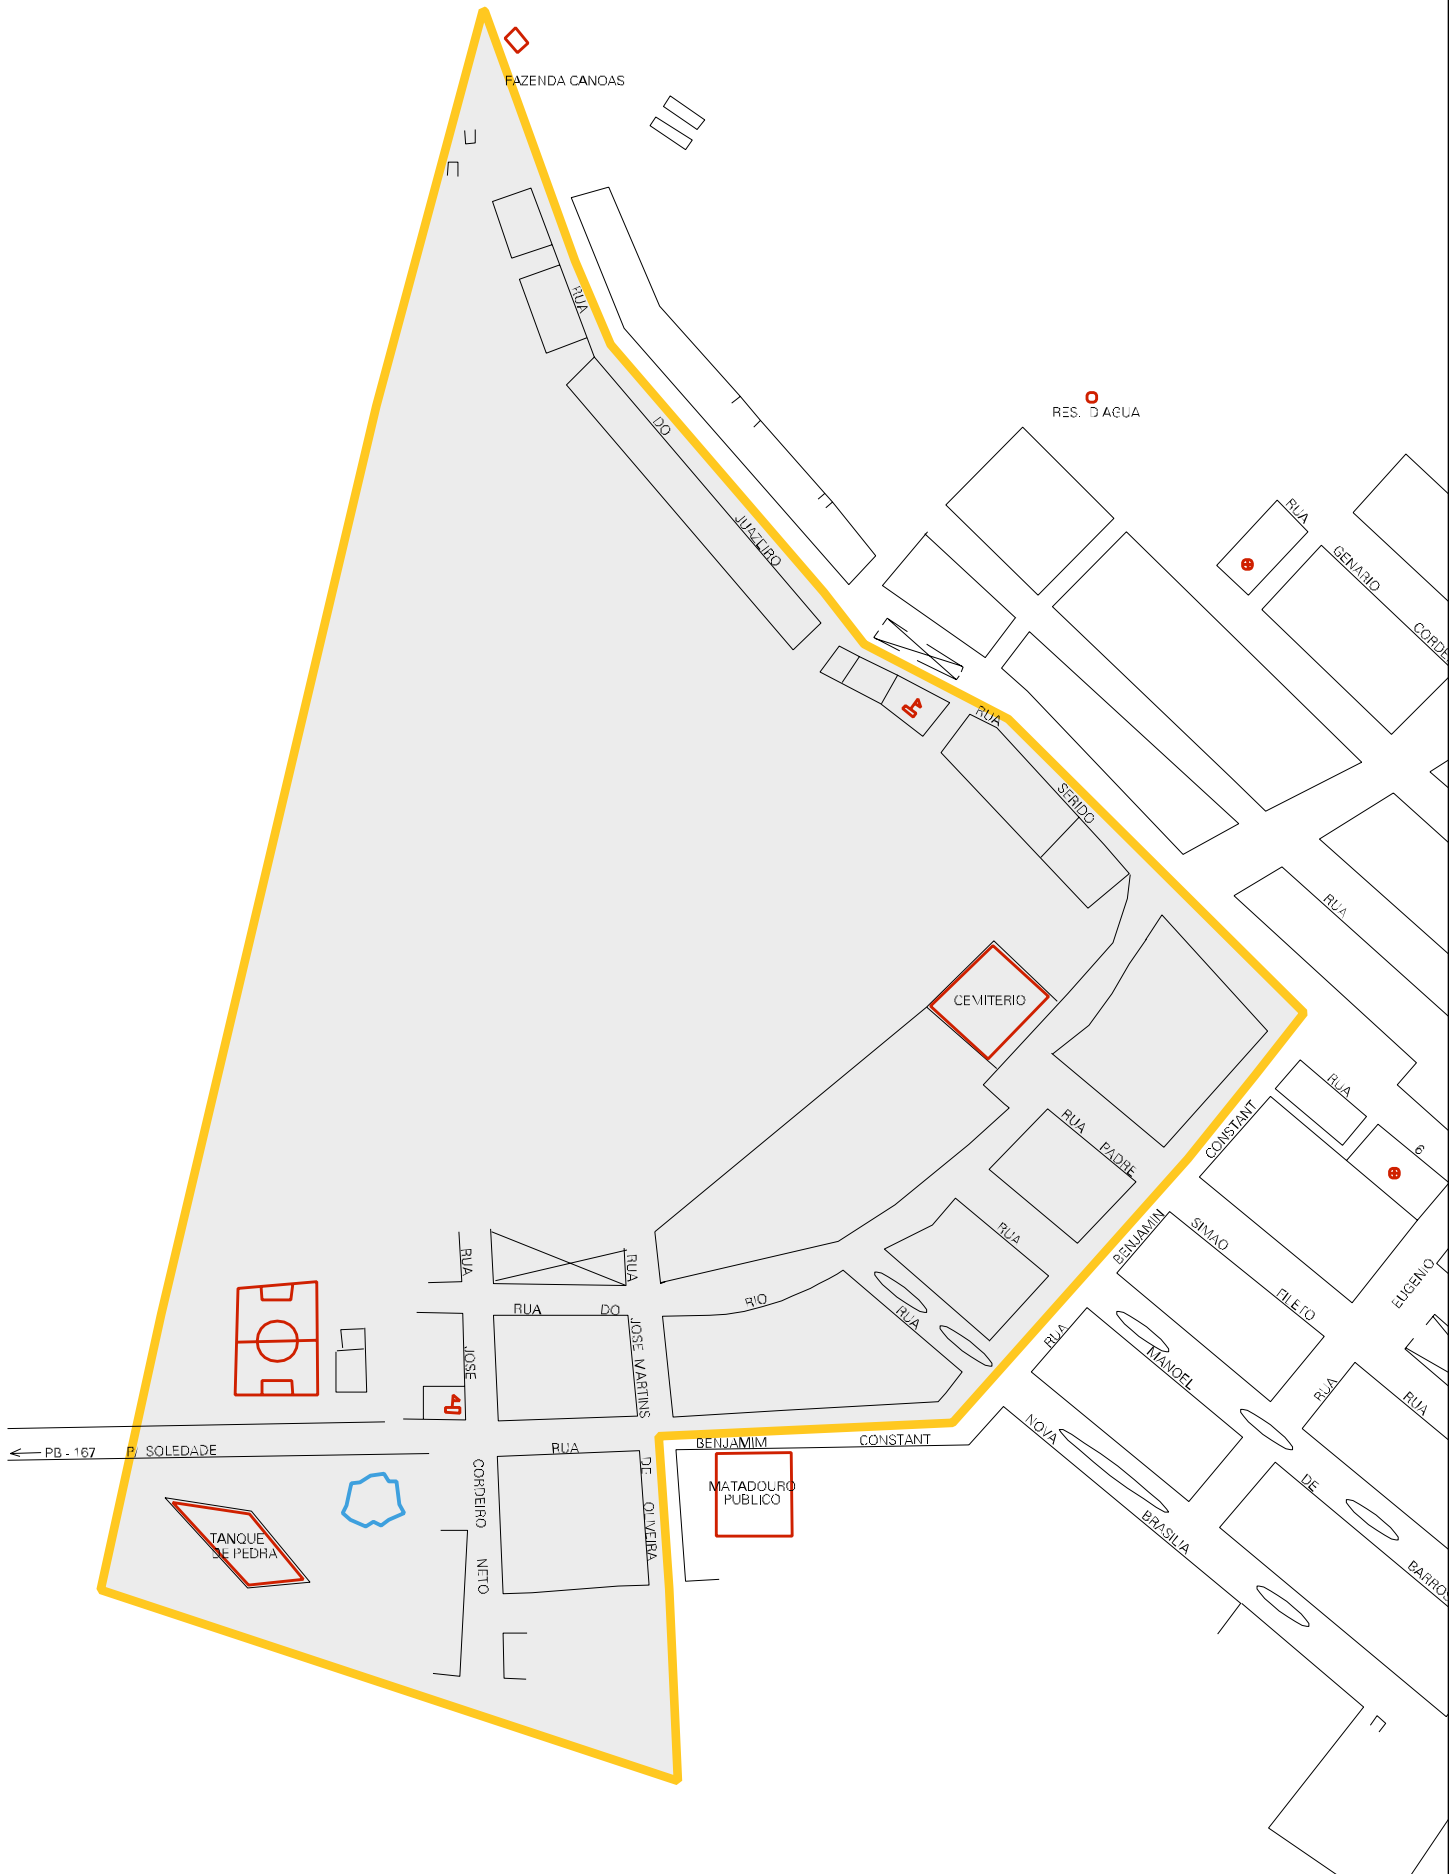 FAZENDA CANOAS
RUA
DO
JUAZEIRO
RES. D AGUA
RUA
GENARIO
CORDE
RUA
SERIDO
RUA
CEMITERIO
RUA
PADRE
RUA
6
CONSTANT
BENJAMIN
SIMAO
FILETO
EUGENIO
RUA
RUA
RUA
RUA
RIO
RUA
DO
RUA
RUA
MANOEL
RUA
RUA
JOSE
JOSE MARTINS
NOVA
PB - 167
P/ SOLEDADE
RUA
BENJAMIM
CONSTANT
MATADOURO
PUBLICO
CORDEIRO
DE
DE
BRASILIA
BARROS
TANQUE
DE PEDRA
OLIVEIRA
NETO